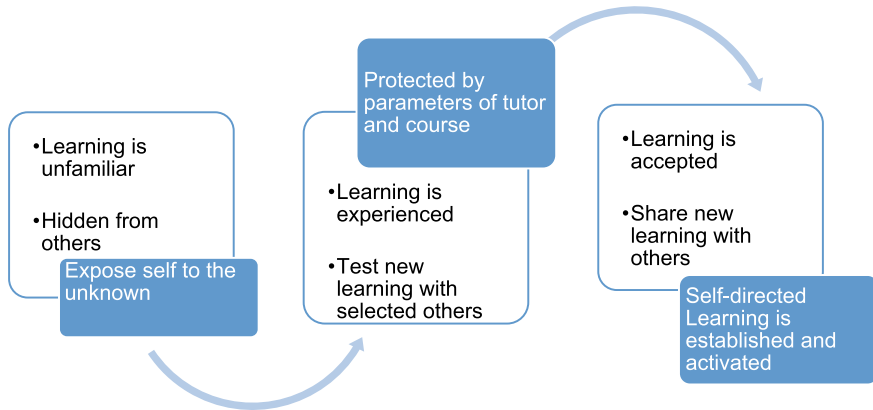 •Learning is
unfamiliar
•Hidden from
others
Expose self to the
unknown
Protected by
parameters of tutor
and course
•Learning is
experienced
•Test new
learning with
selected others
•Learning is
accepted
•Share new
learning with
others
Self-directed
Learning is
established and
activated